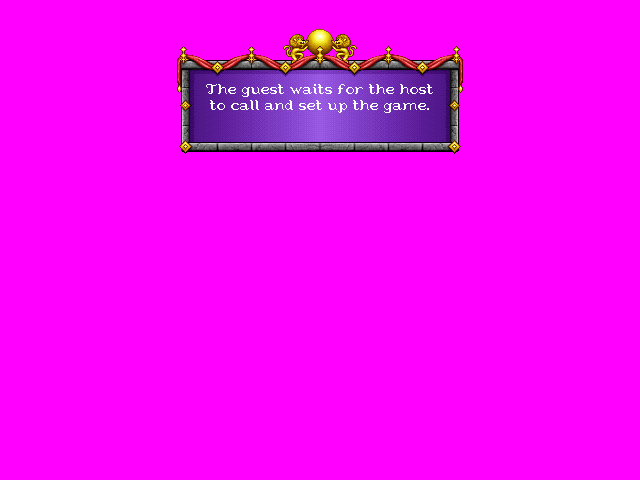 The guest waits for the host
to call and set up the game.